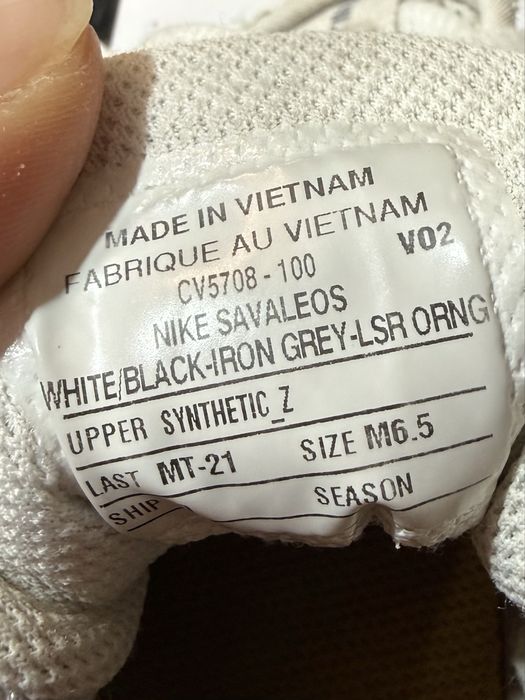 MADE IN VIETNAM
FABRIQUE AU VIETNAM
CV5708-100 V02
NIKE SAVALEOS
WHITE/BLACK-IRON GREY-LSR ORNG
UPPER SYNTHETIC_Z
LAST MT-21 SIZE M6.5
SHIP SEASON